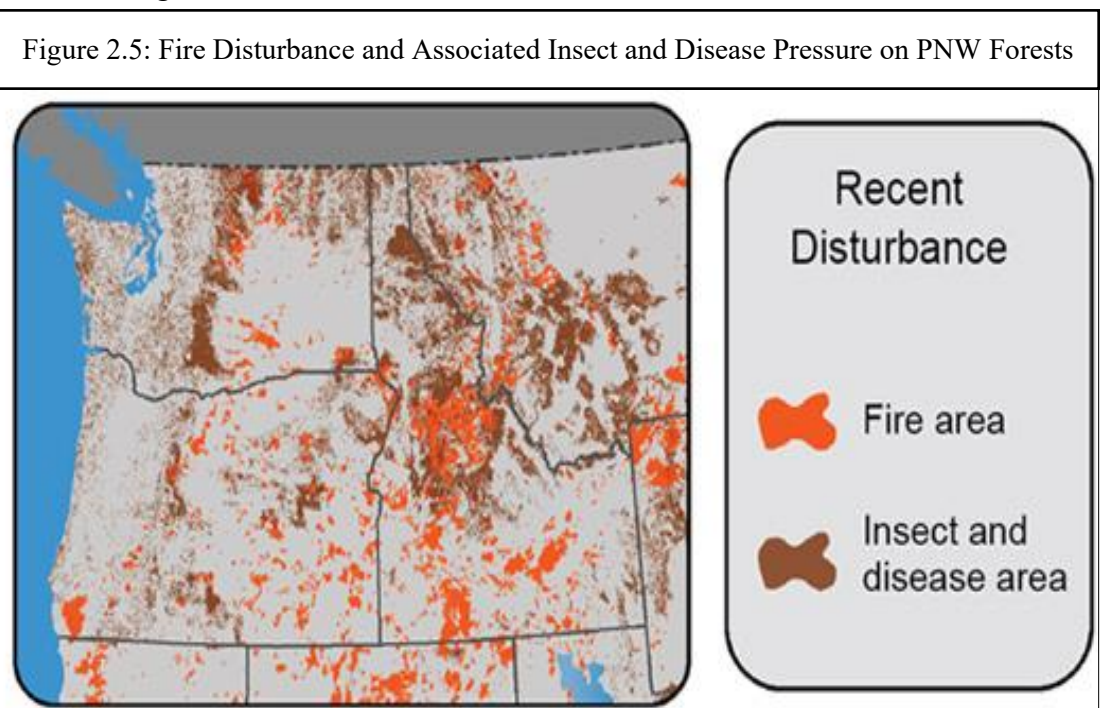 Figure 2.5: Fire Disturbance and Associated Insect and Disease Pressure on PNW Forests
Recent
Disturbance
Fire area
Insect and
disease area